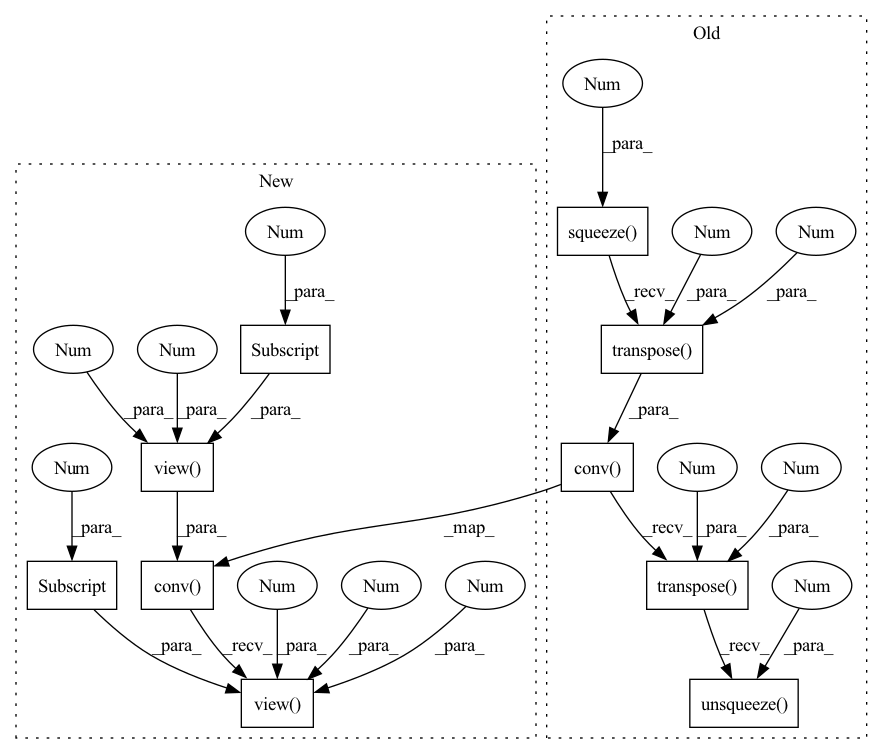 Old
Num
_para_
New
Num
squeeze()
Num
Num
_para_
_recv_
_para_
_para_
Num
Num
Subscript
transpose()
_para_
_para_
_para_
_para_
Num
view()
conv()
Num
Num
_para_
_para_
_map_
_recv_
_para_
_para_
Subscript
conv()
Num
Num
Num
transpose()
Num
_para_
_recv_
_para_
_para_
_para_
_recv_
_para_
view()
unsqueeze()